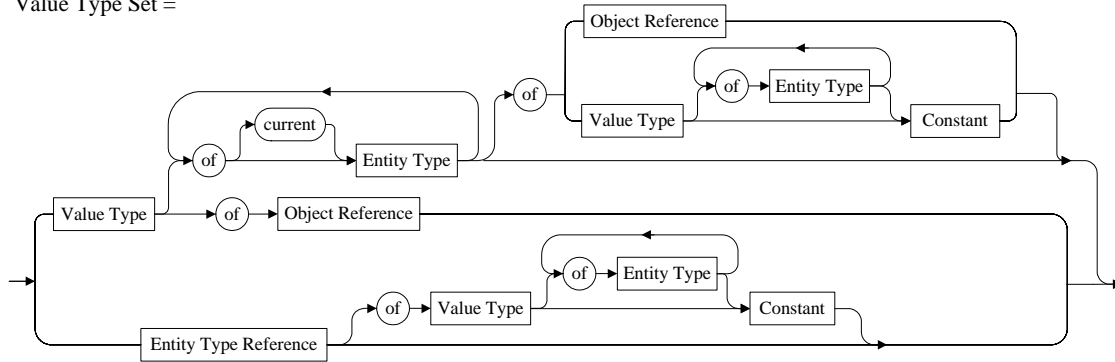 Value Type Set =
Object Reference
of
of
Entity Type
Value Type
Constant
current
of
Entity Type
Value Type
of
Object Reference
of
Entity Type
of
Value Type
Constant
Entity Type Reference